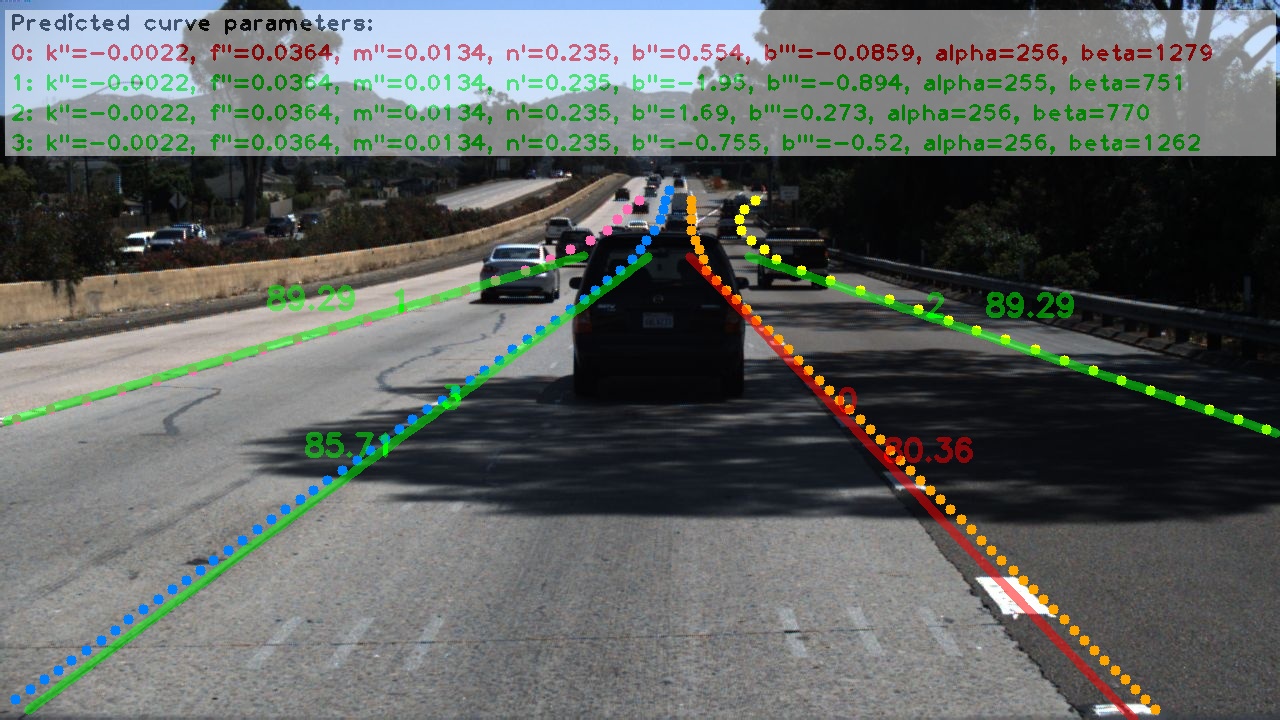 Predicted curve parameters:
0: k''=-0.0022, f''=0.0364, m''=0.0134, n'=0.235, b''=0.554, b'''=-0.0859, alpha=256, beta=1279
1: k''=-0.0022, f''=0.0364, m''=0.0134, n'=0.235, b''=-1.95, b'''=-0.894, alpha=255, beta=751
2: k''=-0.0022, f''=0.0364, m''=0.0134, n'=0.235, b''=1.69, b'''=0.273, alpha=256, beta=770
3: k''=-0.0022, f''=0.0364, m''=0.0134, n'=0.235, b''=-0.755, b'''=-0.52, alpha=256, beta=1262
89.29 1
2 89.29
3
0
85.71
80.36